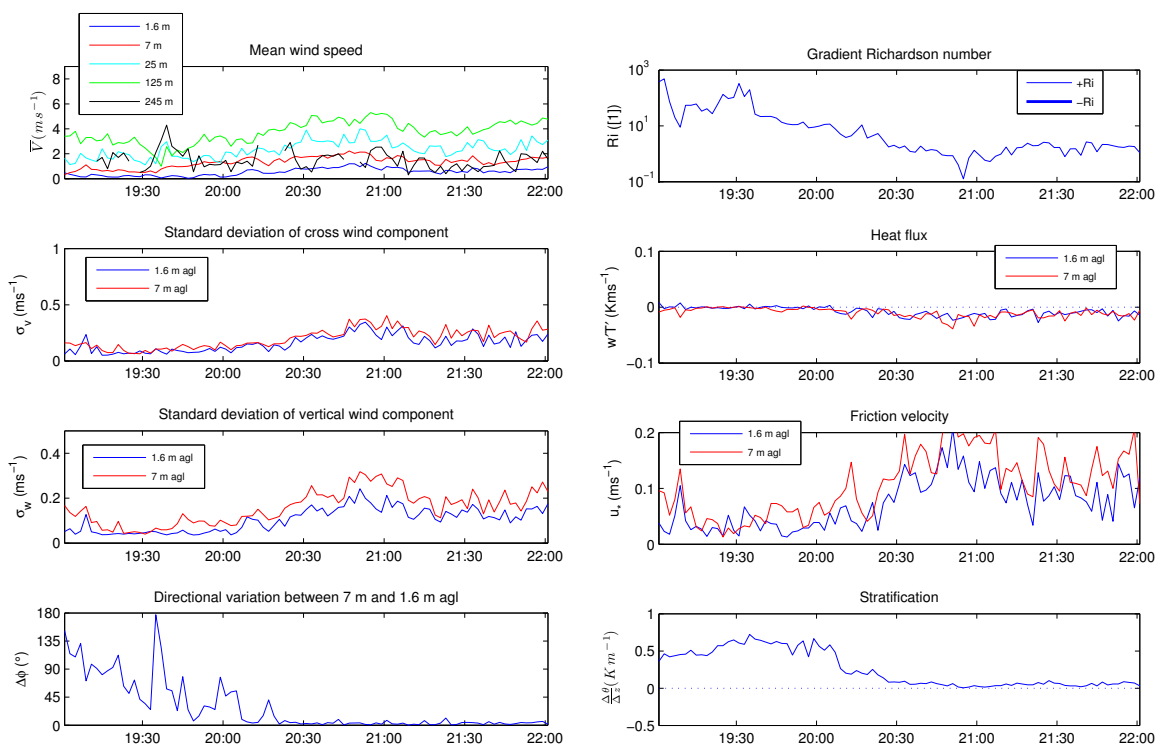 1.6 m
7 m
25 m
125 m
245 m
Mean wind speed
V̅(ms⁻¹)
8
6
4
2
0
19:30 20:00 20:30 21:00 21:30 22:00
Gradient Richardson number
+Ri
−Ri
Ri ([1])
10³
10¹
10⁻¹
19:30 20:00 20:30 21:00 21:30 22:00
Standard deviation of cross wind component
1.6 m agl
7 m agl
σᵥ (ms⁻¹)
1
0.5
0
19:30 20:00 20:30 21:00 21:30 22:00
Heat flux
1.6 m agl
7 m agl
w'T' (Kms⁻¹)
0.1
0
−0.1
19:30 20:00 20:30 21:00 21:30 22:00
Standard deviation of vertical wind component
1.6 m agl
7 m agl
σ_w (ms⁻¹)
0.4
0.2
0
19:30 20:00 20:30 21:00 21:30 22:00
Friction velocity
1.6 m agl
7 m agl
u* (ms⁻¹)
0.2
0.1
0
19:30 20:00 20:30 21:00 21:30 22:00
Directional variation between 7 m and 1.6 m agl
Δϕ (°)
180
135
90
45
0
19:30 20:00 20:30 21:00 21:30 22:00
Stratification
Δθ/Δz (K m⁻¹)
1
0.5
0
−0.5
19:30 20:00 20:30 21:00 21:30 22:00